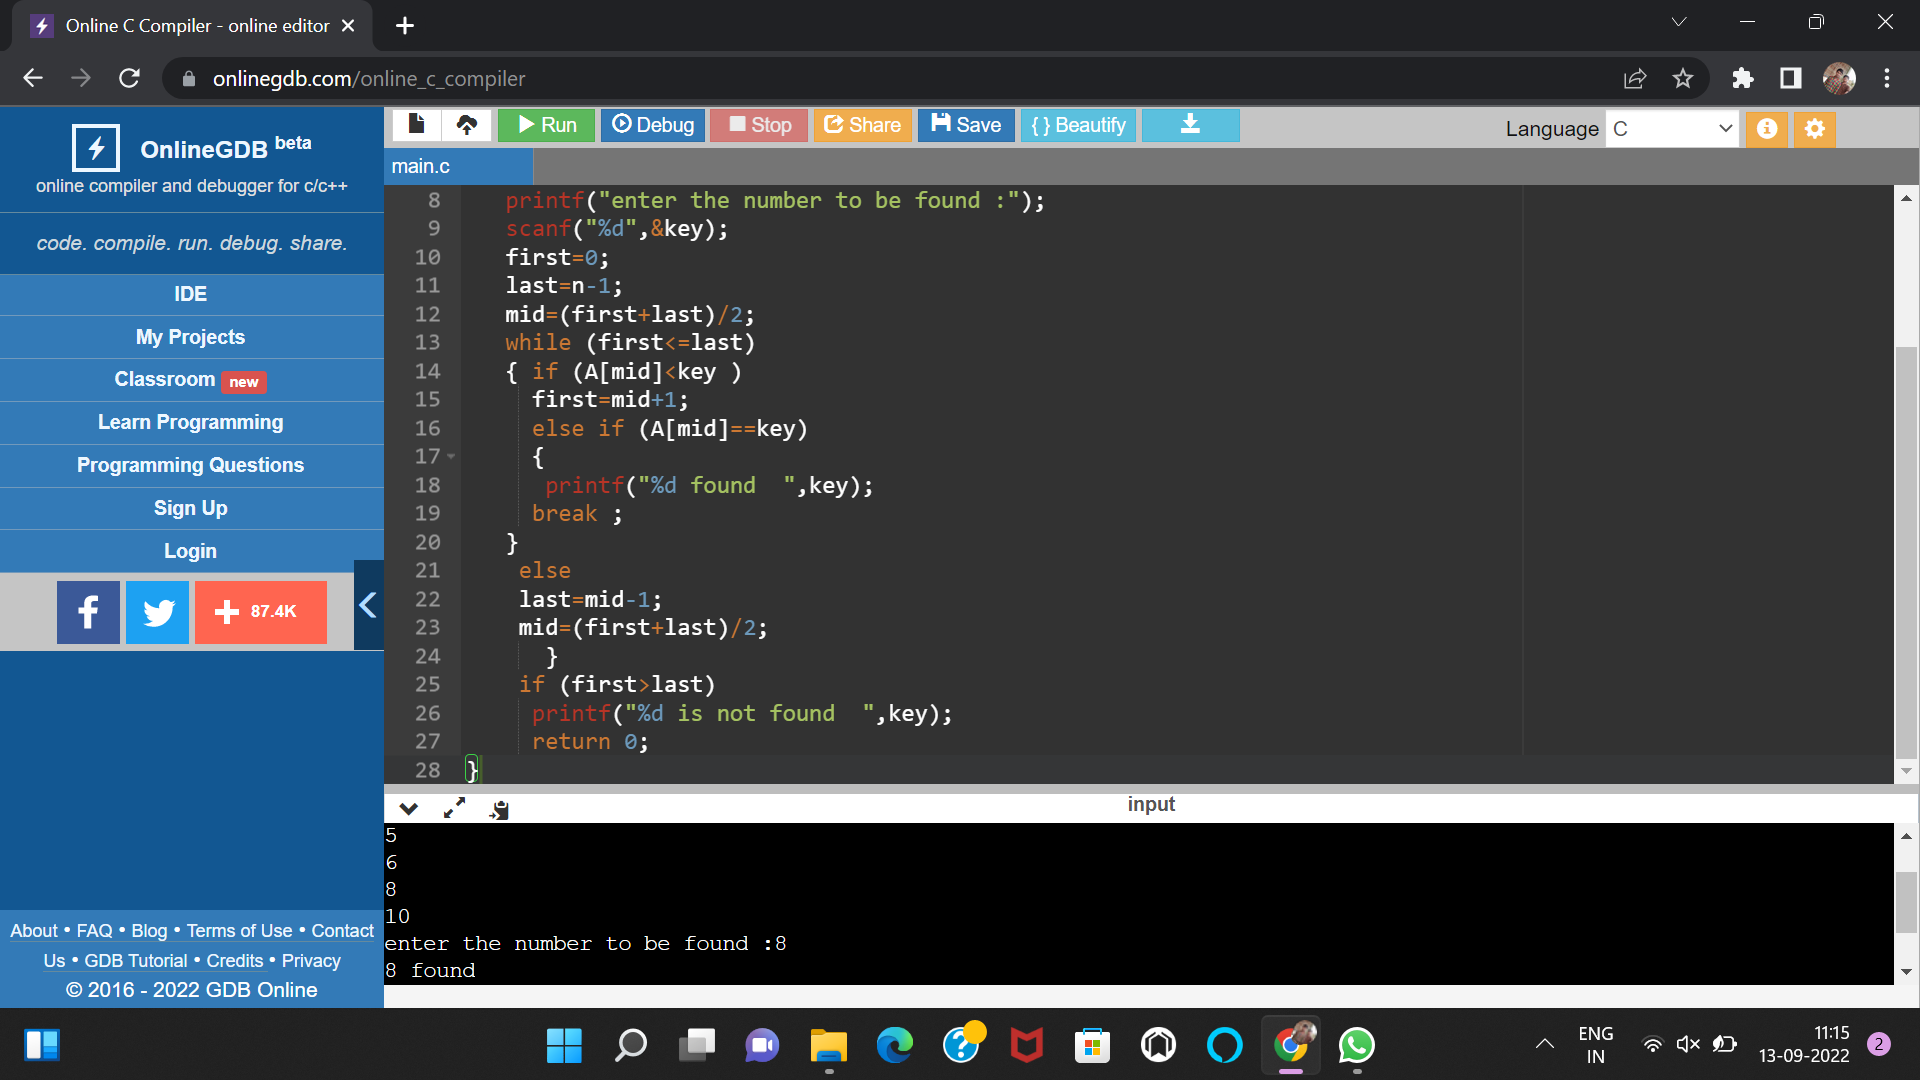 Online C Compiler - online editor
onlinegdb.com/online_c_compiler
OnlineGDB beta
online compiler and debugger for c/c++
code. compile. run. debug. share.
IDE
My Projects
Classroom new
Learn Programming
Programming Questions
Sign Up
Login
87.4K
About • FAQ • Blog • Terms of Use • Contact
Us • GDB Tutorial • Credits • Privacy
© 2016 - 2022 GDB Online
Run Debug Stop Share Save { } Beautify
Language C
main.c
8 printf("enter the number to be found :");
9 scanf("%d",&key);
10 first=0;
11 last=n-1;
12 mid=(first+last)/2;
13 while (first<=last)
14 { if (A[mid]<key )
15 first=mid+1;
16 else if (A[mid]==key)
17 {
18 printf("%d found  ",key);
19 break ;
20 }
21 else
22 last=mid-1;
23 mid=(first+last)/2;
24 }
25 if (first>last)
26 printf("%d is not found  ",key);
27 return 0;
28 }
input
5
6
8
10
enter the number to be found :8
8 found
ENG
IN
11:15
13-09-2022
2